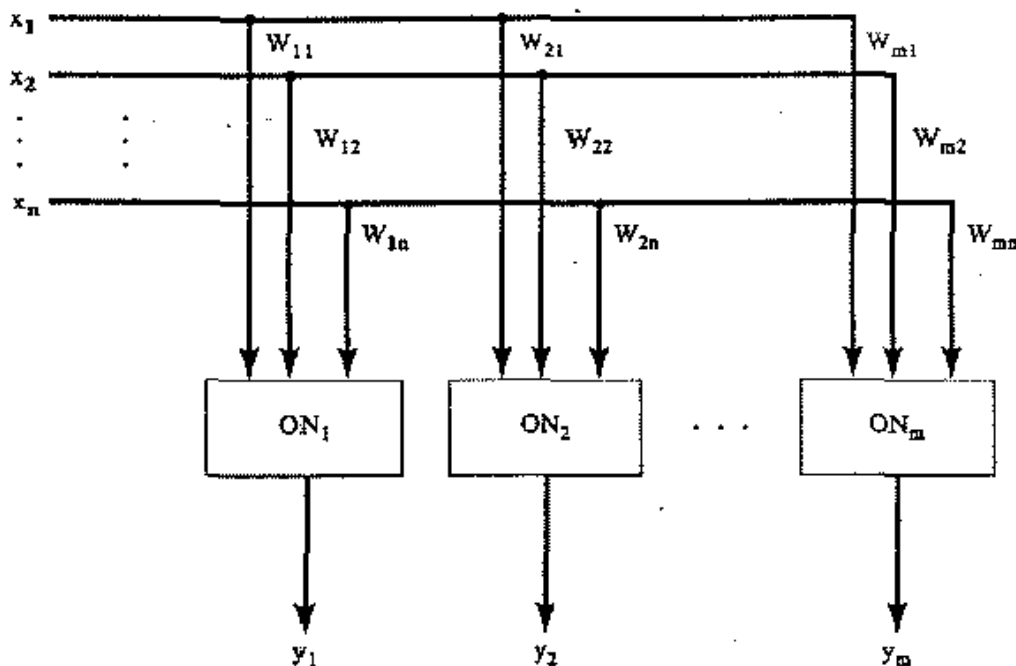 x₁ W₁₁ W₂₁ Wₘ₁
x₂
W₁₂ W₂₂ Wₘ₂
xₙ
W₁ₙ W₂ₙ Wₘₙ
ON₁ ON₂ . . . ONₘ
y₁ y₂ yₘ